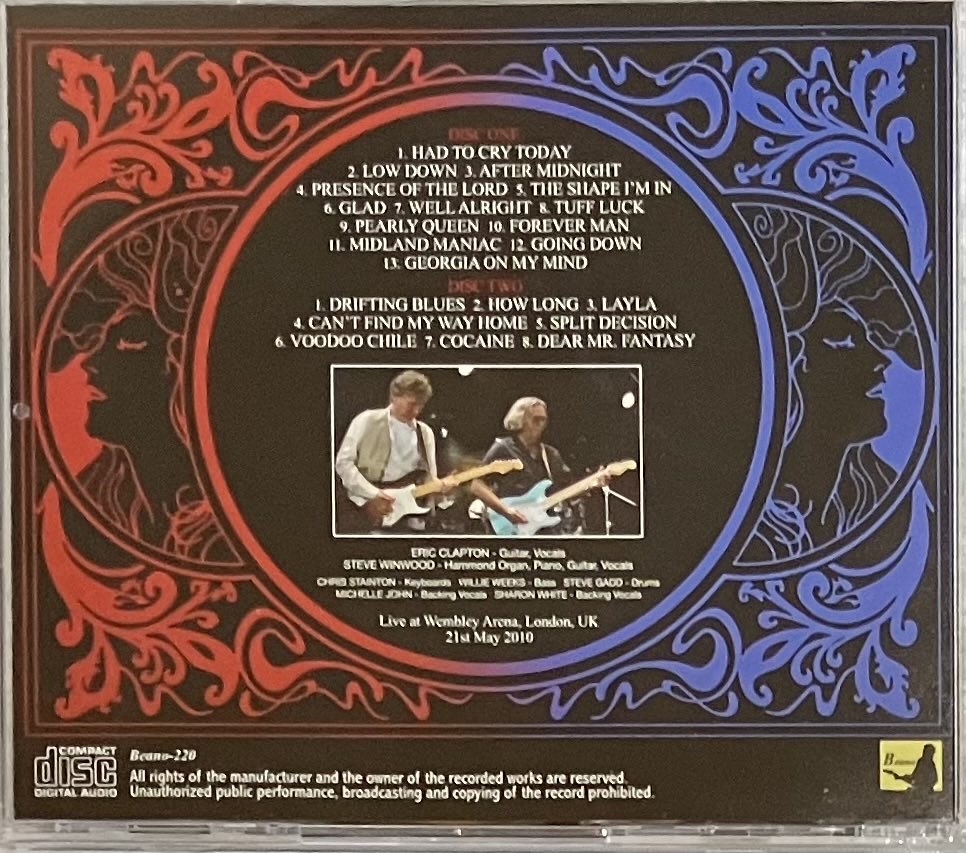 DISC ONE
1. HAD TO CRY TODAY
2. LOW DOWN 3. AFTER MIDNIGHT
4. PRESENCE OF THE LORD 5. THE SHAPE I'M IN
6. GLAD 7. WELL ALRIGHT 8. TUFF LUCK
9. PEARLY QUEEN 10. FOREVER MAN
11. MIDLAND MANIAC 12. GOING DOWN
13. GEORGIA ON MY MIND
DISC TWO
1. DRIFTING BLUES 2. HOW LONG 3. LAYLA
4. CAN'T FIND MY WAY HOME 5. SPLIT DECISION
6. VOODOO CHILE 7. COCAINE 8. DEAR MR. FANTASY
ERIC CLAPTON - Guitar, Vocals
STEVE WINWOOD - Hammond Organ, Piano, Guitar, Vocals
CHRIS STAINTON - Keyboards WILLIE WEEKS - Bass STEVE GADD - Drums
MICHELLE JOHN - Backing Vocals SHARON WHITE - Backing Vocals
Live at Wembley Arena, London, UK
21st May 2010
COMPACT
disc
DIGITAL AUDIO
Beano-220
All rights of the manufacturer and the owner of the recorded works are reserved.
Unauthorized public performance, broadcasting and copying of the record prohibited.
Beano